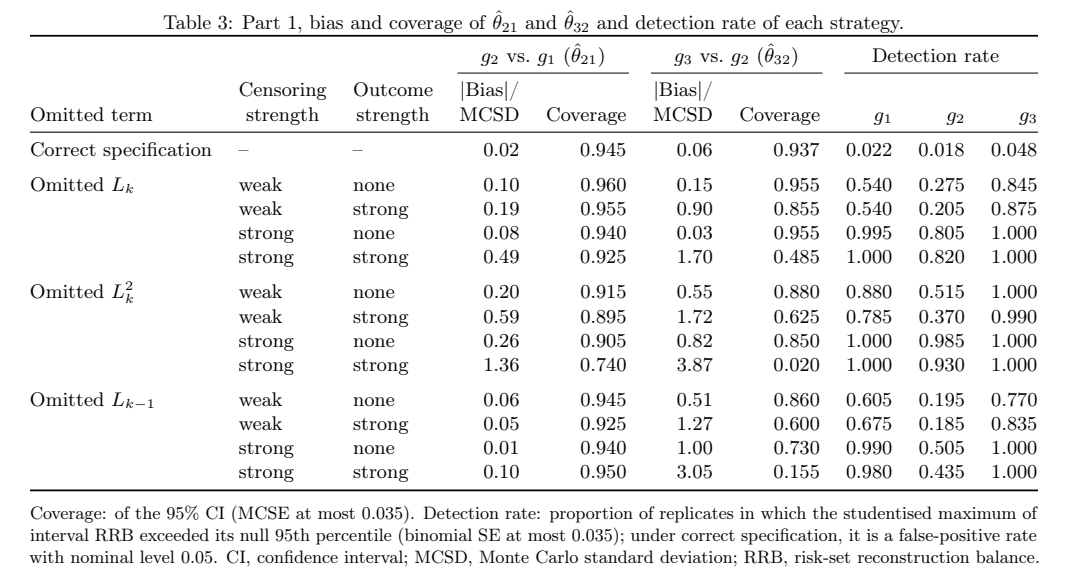 Table 3: Part 1, bias and coverage of θ̂₂₁ and θ̂₃₂ and detection rate of each strategy.
g₂ vs. g₁ (θ̂₂₁) g₃ vs. g₂ (θ̂₃₂) Detection rate
Censoring Outcome |Bias|/ |Bias|/
Omitted term strength strength MCSD Coverage MCSD Coverage g₁ g₂ g₃
Correct specification – – 0.02 0.945 0.06 0.937 0.022 0.018 0.048
Omitted Lₖ weak none 0.10 0.960 0.15 0.955 0.540 0.275 0.845
weak strong 0.19 0.955 0.90 0.855 0.540 0.205 0.875
strong none 0.08 0.940 0.03 0.955 0.995 0.805 1.000
strong strong 0.49 0.925 1.70 0.485 1.000 0.820 1.000
Omitted Lₖ² weak none 0.20 0.915 0.55 0.880 0.880 0.515 1.000
weak strong 0.59 0.895 1.72 0.625 0.785 0.370 0.990
strong none 0.26 0.905 0.82 0.850 1.000 0.985 1.000
strong strong 1.36 0.740 3.87 0.020 1.000 0.930 1.000
Omitted Lₖ₋₁ weak none 0.06 0.945 0.51 0.860 0.605 0.195 0.770
weak strong 0.05 0.925 1.27 0.600 0.675 0.185 0.835
strong none 0.01 0.940 1.00 0.730 0.990 0.505 1.000
strong strong 0.10 0.950 3.05 0.155 0.980 0.435 1.000
Coverage: of the 95% CI (MCSE at most 0.035). Detection rate: proportion of replicates in which the studentised maximum of
interval RRB exceeded its null 95th percentile (binomial SE at most 0.035); under correct specification, it is a false-positive rate
with nominal level 0.05. CI, confidence interval; MCSD, Monte Carlo standard deviation; RRB, risk-set reconstruction balance.